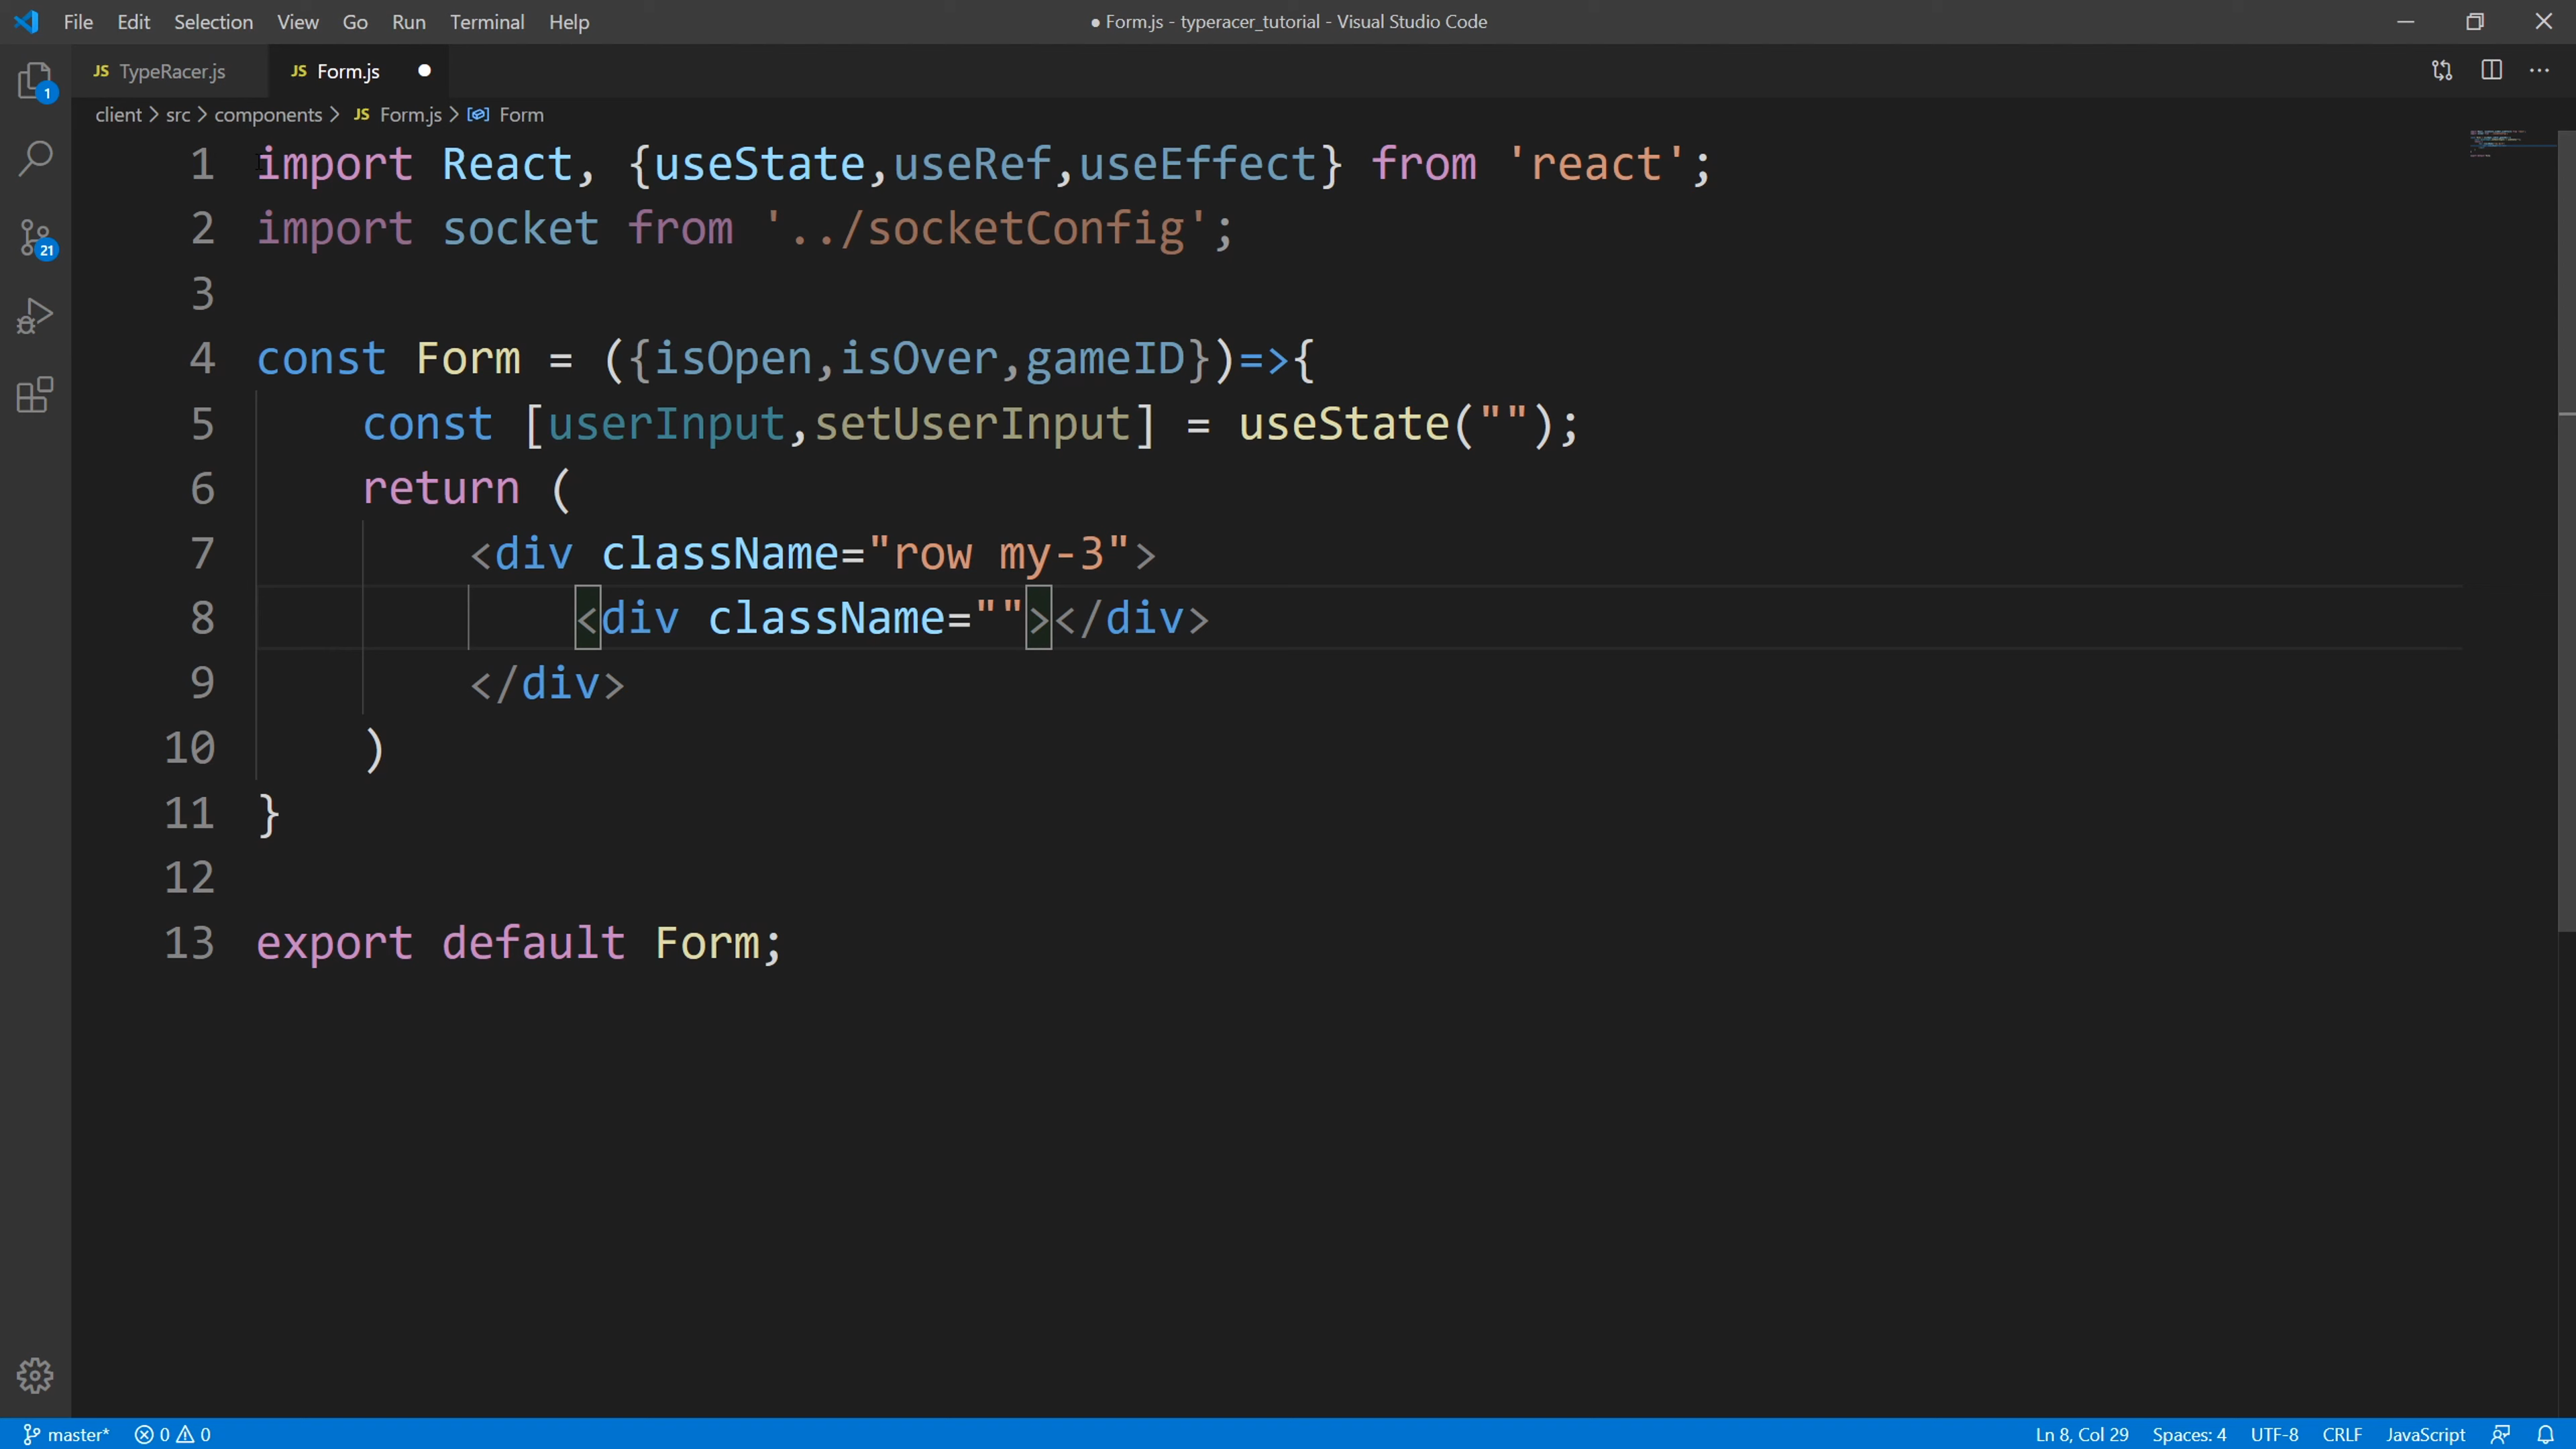 File Edit Selection View Go Run Terminal Help
● Form.js - typeracer_tutorial - Visual Studio Code
JS TypeRacer.js JS Form.js ●
client > src > components > JS Form.js > Form
1
21
1 import React, {useState,useRef,useEffect} from 'react';
2 import socket from '../socketConfig';
3
4 const Form = ({isOpen,isOver,gameID})=>{
5     const [userInput,setUserInput] = useState("");
6     return (
7         <div className="row my-3">
8             <div className=""></div>
9         </div>
10     )
11 }
12
13 export default Form;
master* 0 0 Ln 8, Col 29 Spaces: 4 UTF-8 CRLF JavaScript